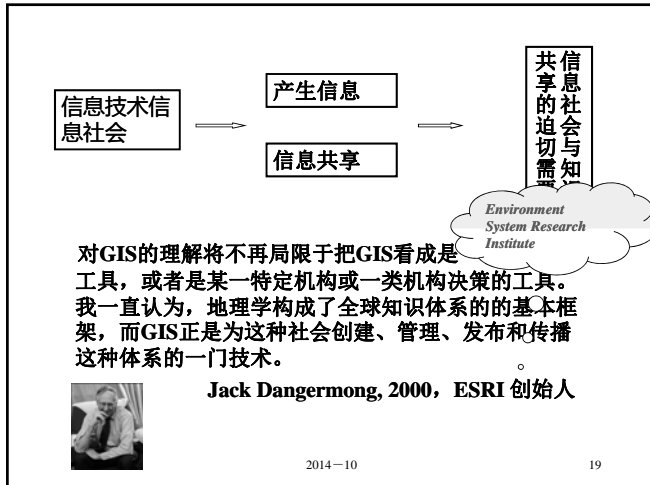 信息技术信
息社会
产生信息
信息共享
信息社会与知
共享的迫切需
Environment
System Research
Institute
对GIS的理解将不再局限于把GIS看成是
工具，或者是某一特定机构或一类机构决策的工具。
我一直认为，地理学构成了全球知识体系的的基本框
架，而GIS正是为这种社会创建、管理、发布和传播
这种体系的一门技术。
Jack Dangermong, 2000，ESRI 创始人
2014－10
19